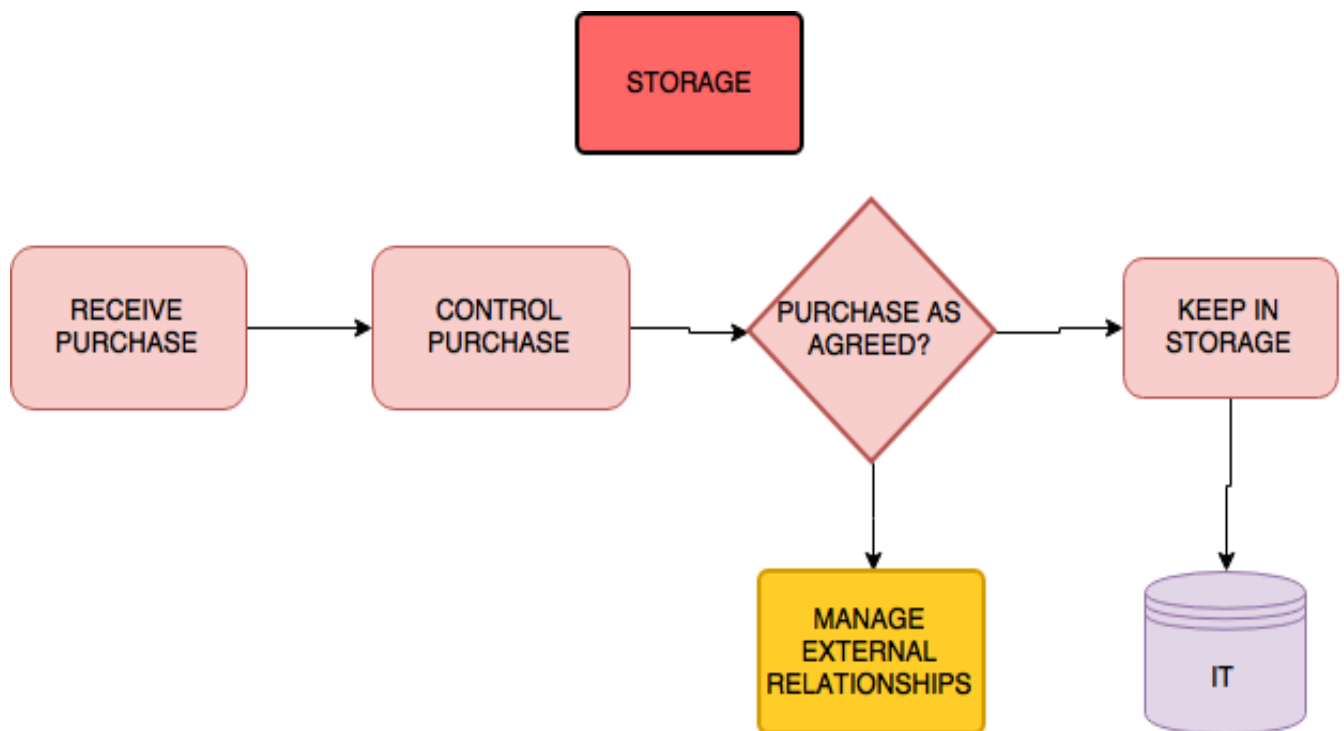 STORAGE
RECEIVE
PURCHASE
CONTROL
PURCHASE
PURCHASE AS
AGREED?
KEEP IN
STORAGE
MANAGE
EXTERNAL
RELATIONSHIPS
IT